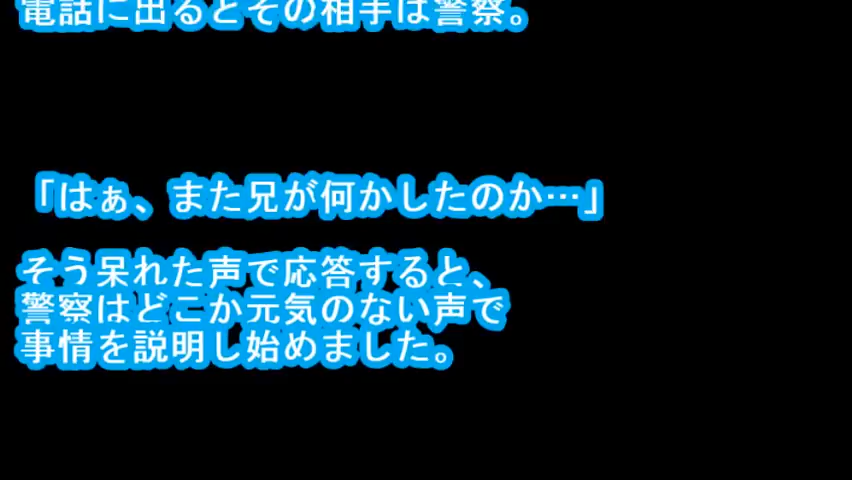 電話に出るとその相手は警察。
「はぁ、また兄が何かしたのか…」
そう呆れた声で応答すると、
警察はどこか元気のない声で
事情を説明し始めました。